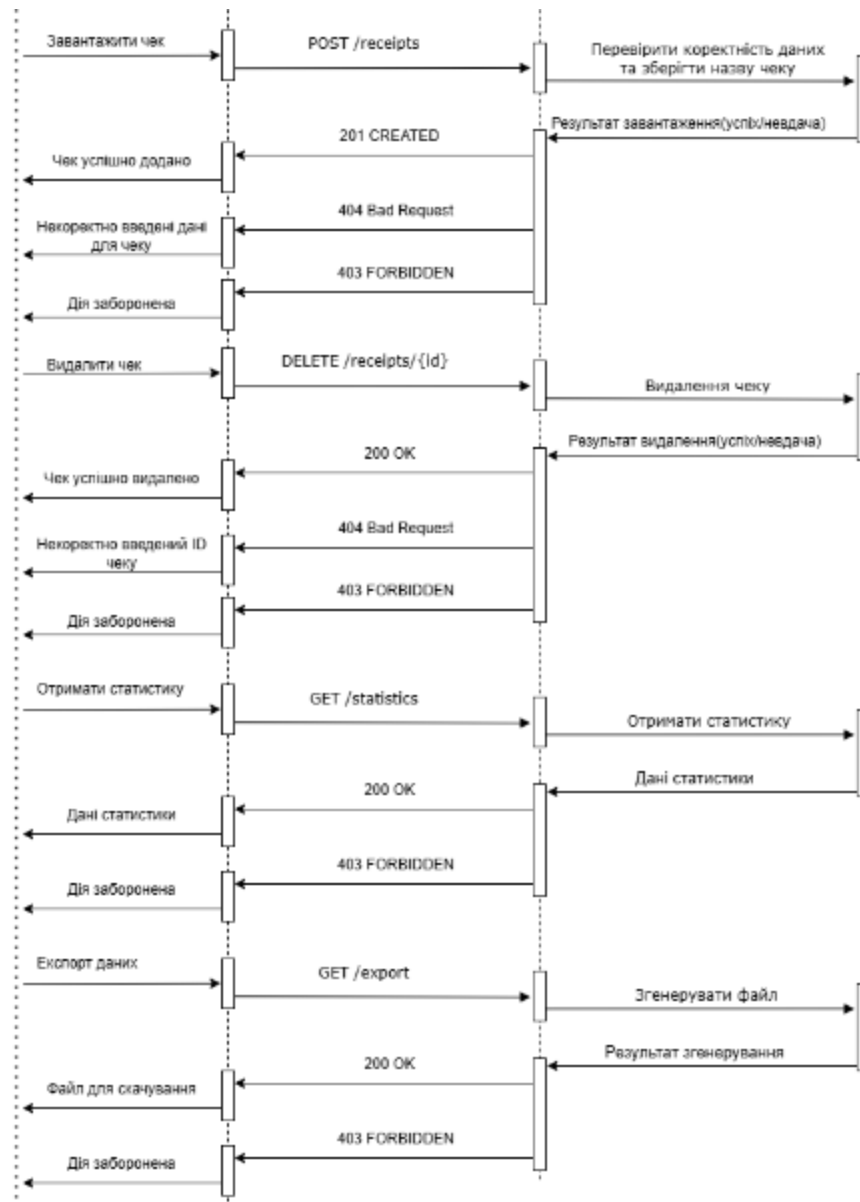 Завантажити чек
POST /receipts
Перевірити коректність даних
та зберігти назву чеку
Результат завантаження(успіх/невдача)
201 CREATED
Чек успішно додано
404 Bad Request
Некоректно введені дані
для чеку
403 FORBIDDEN
Дія заборонена
Видалити чек
DELETE /receipts/{id}
Видалення чеку
Результат видалення(успіх/невдача)
200 OK
Чек успішно видалено
404 Bad Request
Некоректно введений ID
чеку
403 FORBIDDEN
Дія заборонена
Отримати статистику
GET /statistics
Отримати статистику
Дані статистики
200 OK
Дані статистики
403 FORBIDDEN
Дія заборонена
Експорт даних
GET /export
Згенерувати файл
Результат згенерування
200 OK
Файл для скачування
403 FORBIDDEN
Дія заборонена